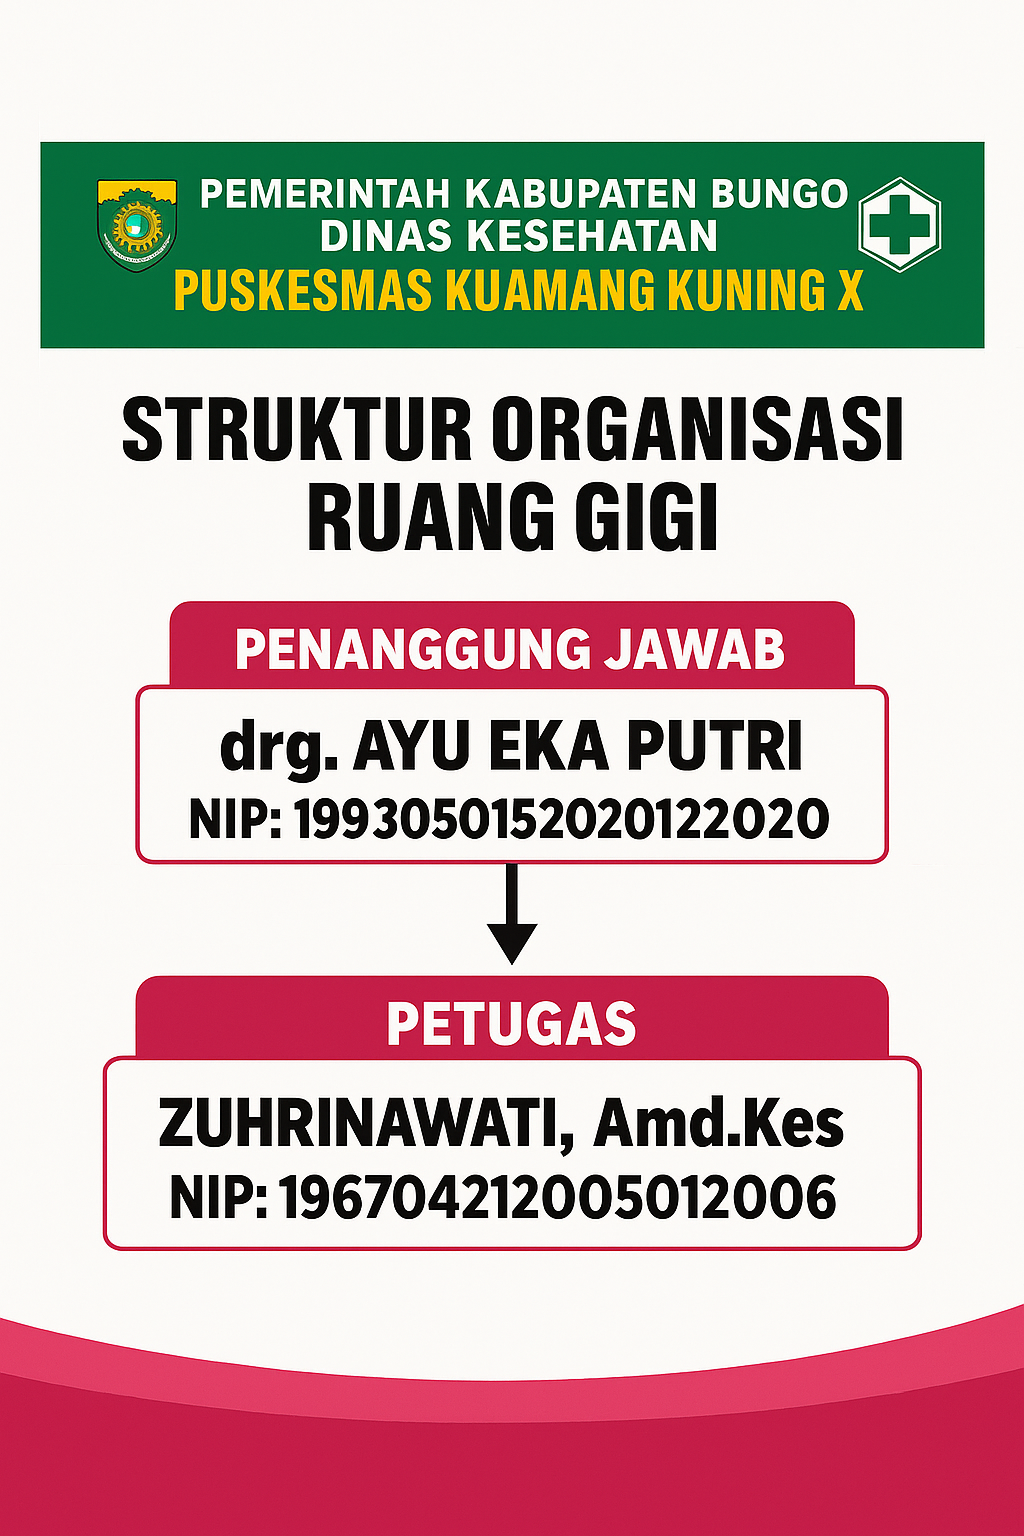 PEMERINTAH KABUPATEN BUNGO
DINAS KESEHATAN
PUSKESMAS KUAMANG KUNING X
STRUKTUR ORGANISASI
RUANG GIGI
PENANGGUNG JAWAB
drg. AYU EKA PUTRI
NIP: 1993050152020122020
PETUGAS
ZUHRINAWATI, Amd.Kes
NIP: 196704212005012006